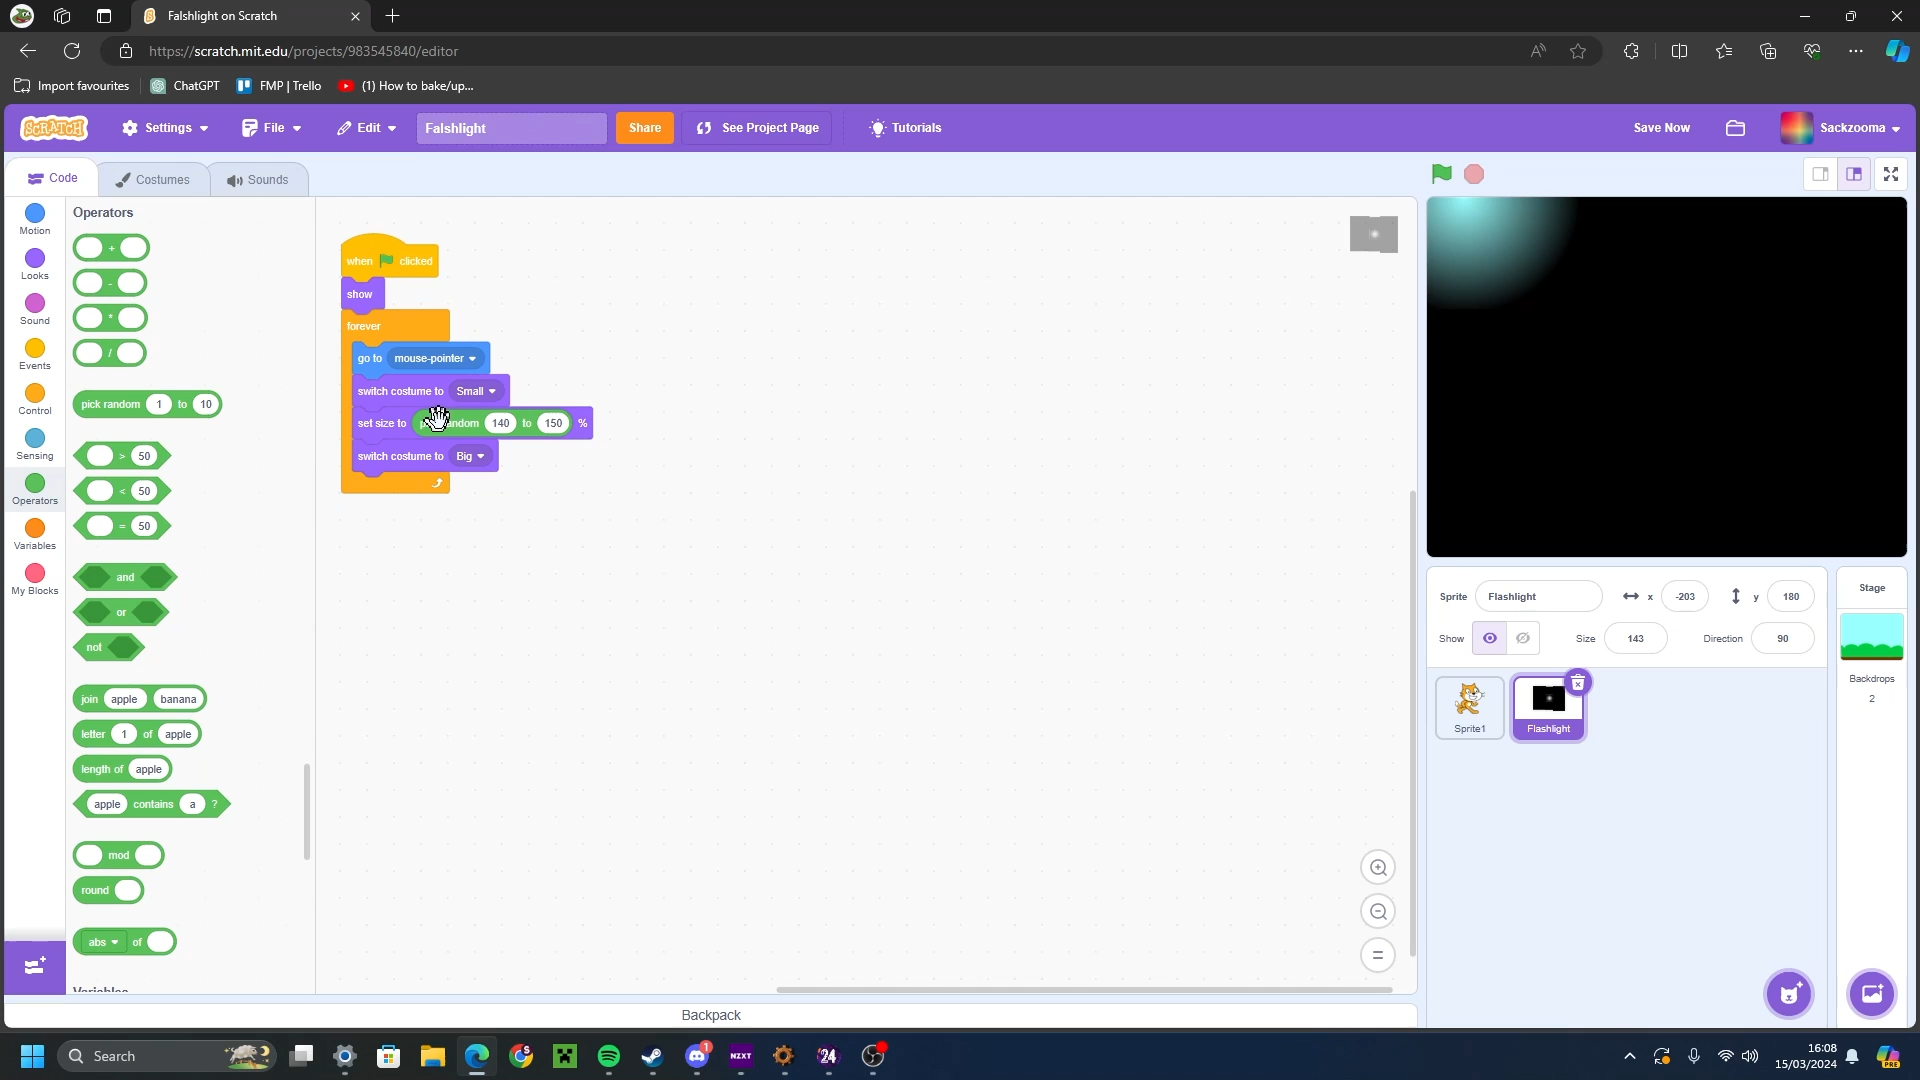 Falshlight on Scratch
https://scratch.mit.edu/projects/983545840/editor
Import favourites ChatGPT FMP | Trello (1) How to bake/up...
SCRATCH Settings File Edit Falshlight Share See Project Page Tutorials Save Now Sackzooma
Code Costumes Sounds
Motion
Looks
Sound
Events
Control
Sensing
Operators
Variables
My Blocks
Operators
+
-
*
/
pick random 1 to 10
> 50
< 50
= 50
and
or
not
join apple banana
letter 1 of apple
length of apple
apple contains a ?
mod
round
abs of
when clicked
show
forever
go to mouse-pointer
switch costume to Small
set size to 140 to 150 %
switch costume to Big
Sprite Flashlight x -203 y 180
Show Size 143 Direction 90
Sprite1
Flashlight
Stage
Backdrops
2
Backpack
Search
NZXT
24
1
16:08
15/03/2024
PRE